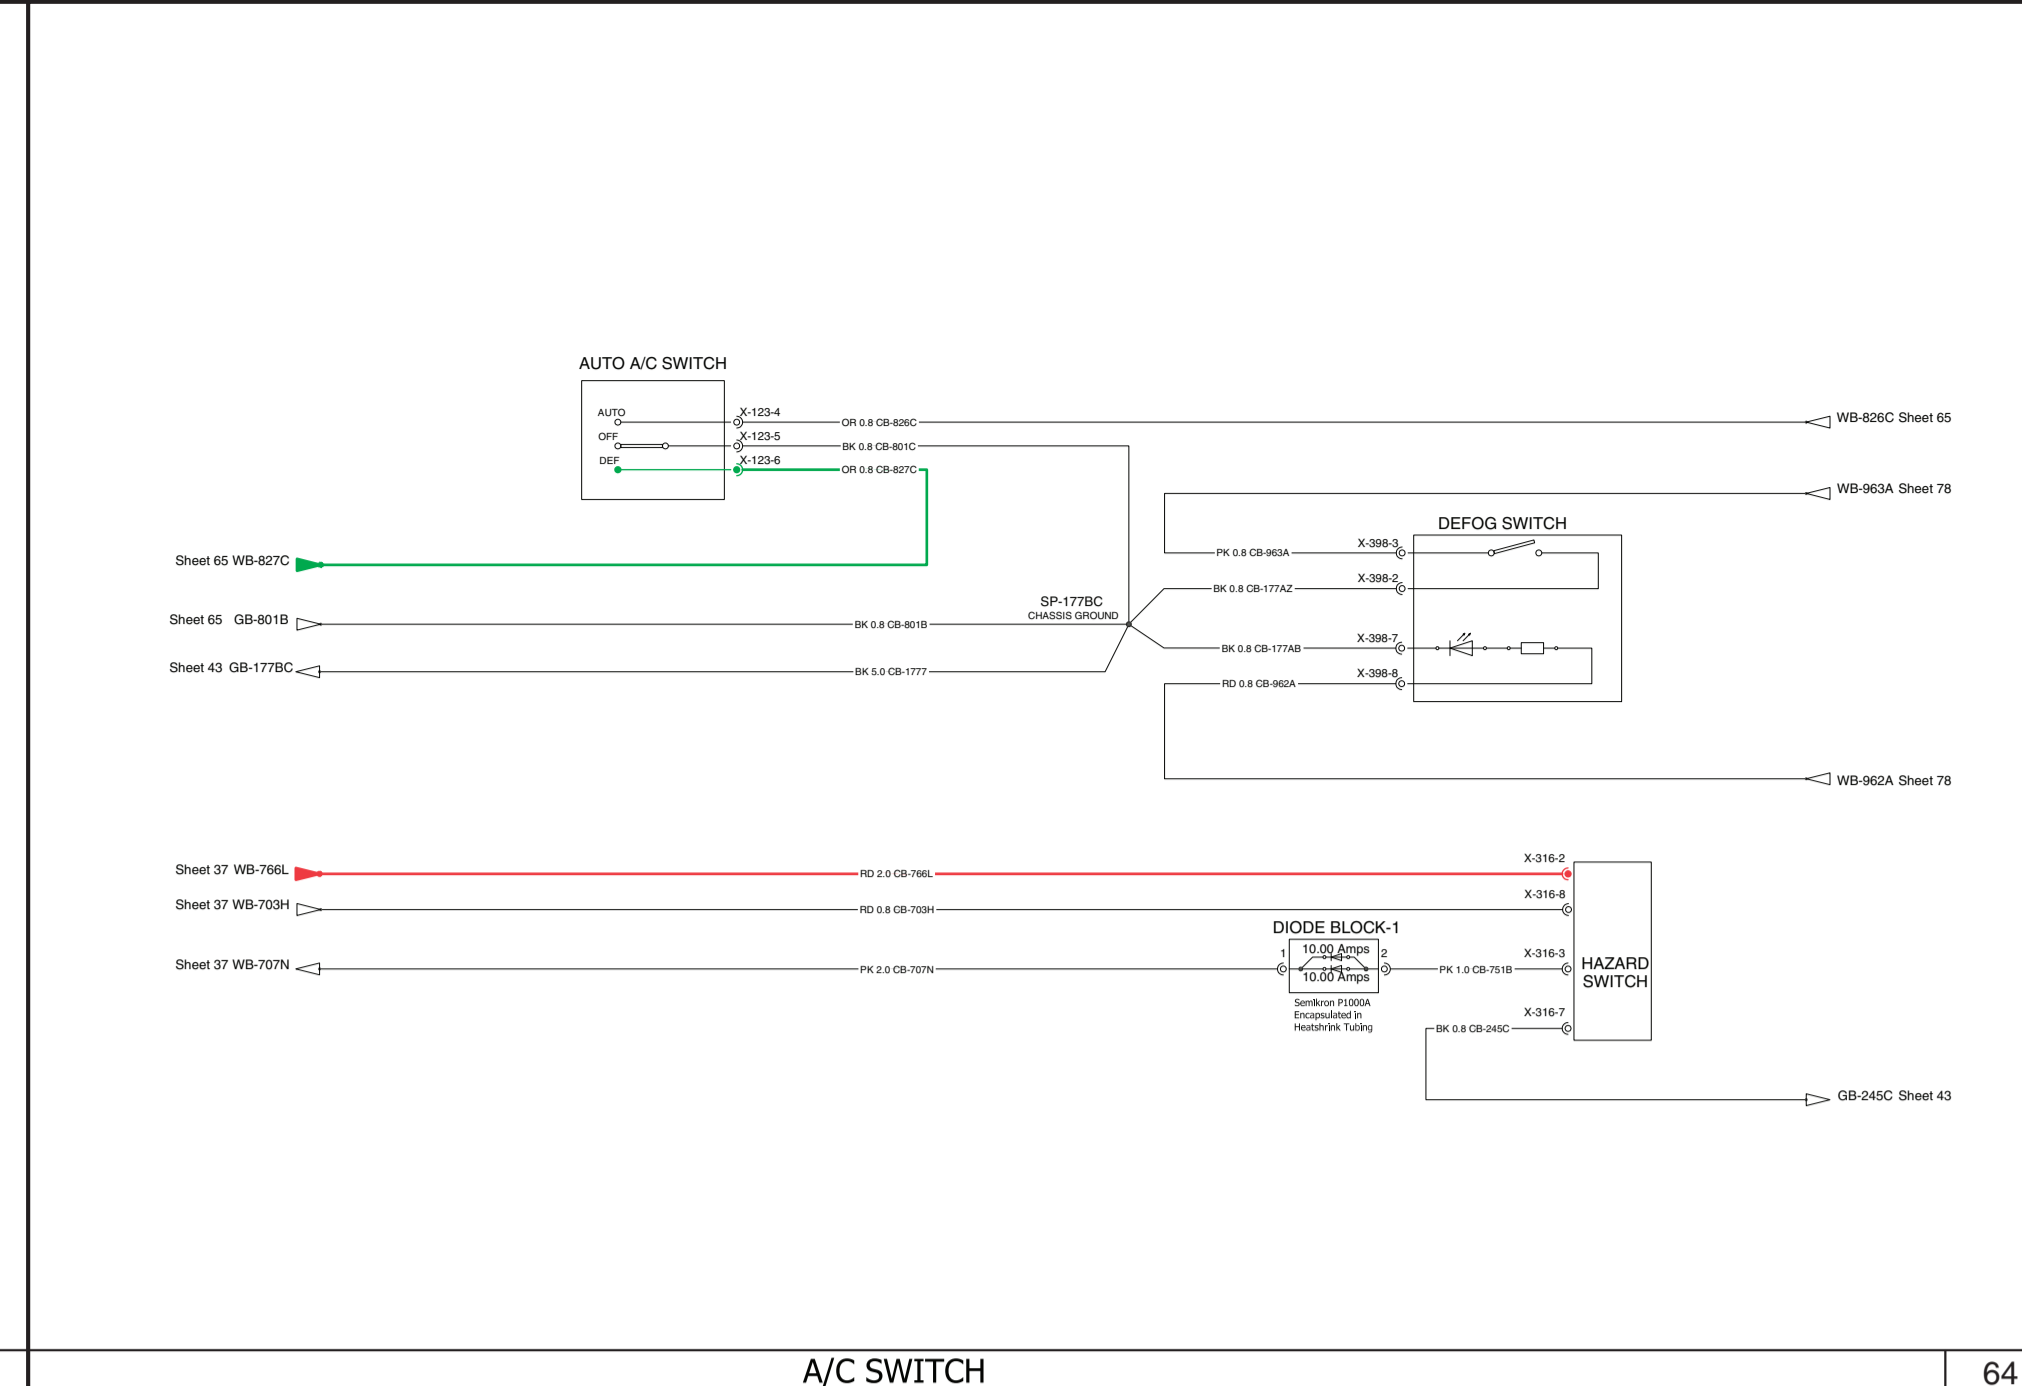 AUTO A/C SWITCH
AUTO
X-123-4
OR 0.8 CB-826C
WB-826C Sheet 65
OFF
X-123-5
BK 0.8 CB-801C
DEF
X-123-6
OR 0.8 CB-827C
WB-963A Sheet 78
DEFOG SWITCH
PK 0.8 CB-963A
X-398-3
Sheet 65 WB-827C
BK 0.8 CB-177AZ
X-398-2
SP-177BC
CHASSIS GROUND
Sheet 65 GB-801B
BK 0.8 CB-801B
BK 0.8 CB-177AB
X-398-7
Sheet 43 GB-177BC
BK 5.0 CB-1777
RD 0.8 CB-962A
X-398-8
WB-962A Sheet 78
Sheet 37 WB-766L
RD 2.0 CB-766L
X-316-2
Sheet 37 WB-703H
RD 0.8 CB-703H
X-316-8
DIODE BLOCK-1
1
10.00 Amps
2
10.00 Amps
Semikron P1000A
Encapsulated in
Heatshrink Tubing
Sheet 37 WB-707N
PK 2.0 CB-707N
PK 1.0 CB-751B
X-316-3
HAZARD
SWITCH
X-316-7
BK 0.8 CB-245C
GB-245C Sheet 43
A/C SWITCH
64